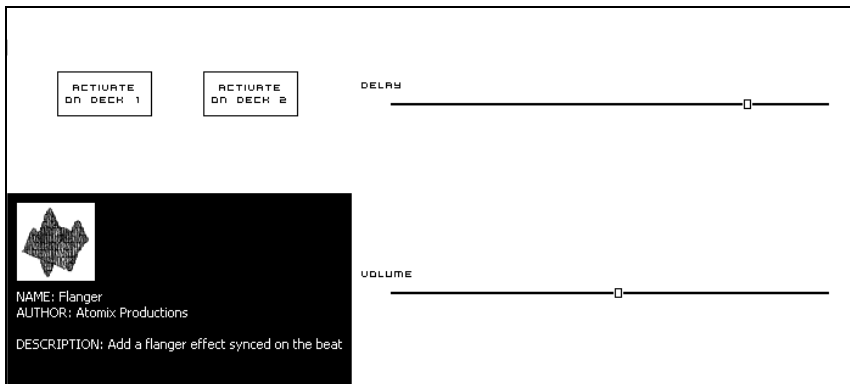 ACTIVATE
ON DECK 1
ACTIVATE
ON DECK 2
DELAY
VOLUME
NAME: Flanger
AUTHOR: Atomix Productions
DESCRIPTION: Add a flanger effect synced on the beat